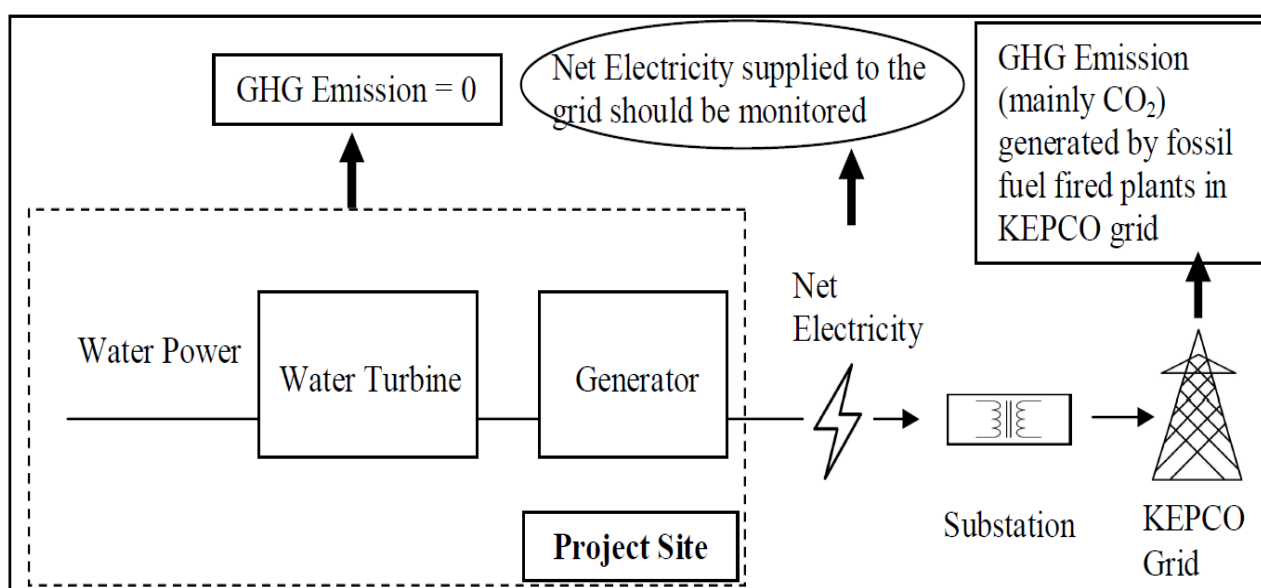 GHG Emission = 0
Net Electricity supplied to the
grid should be monitored
GHG Emission
(mainly CO₂)
generated by fossil
fuel fired plants in
KEPCO grid
Net
Electricity
Water Power
Water Turbine
Generator
Project Site
Substation
KEPCO
Grid